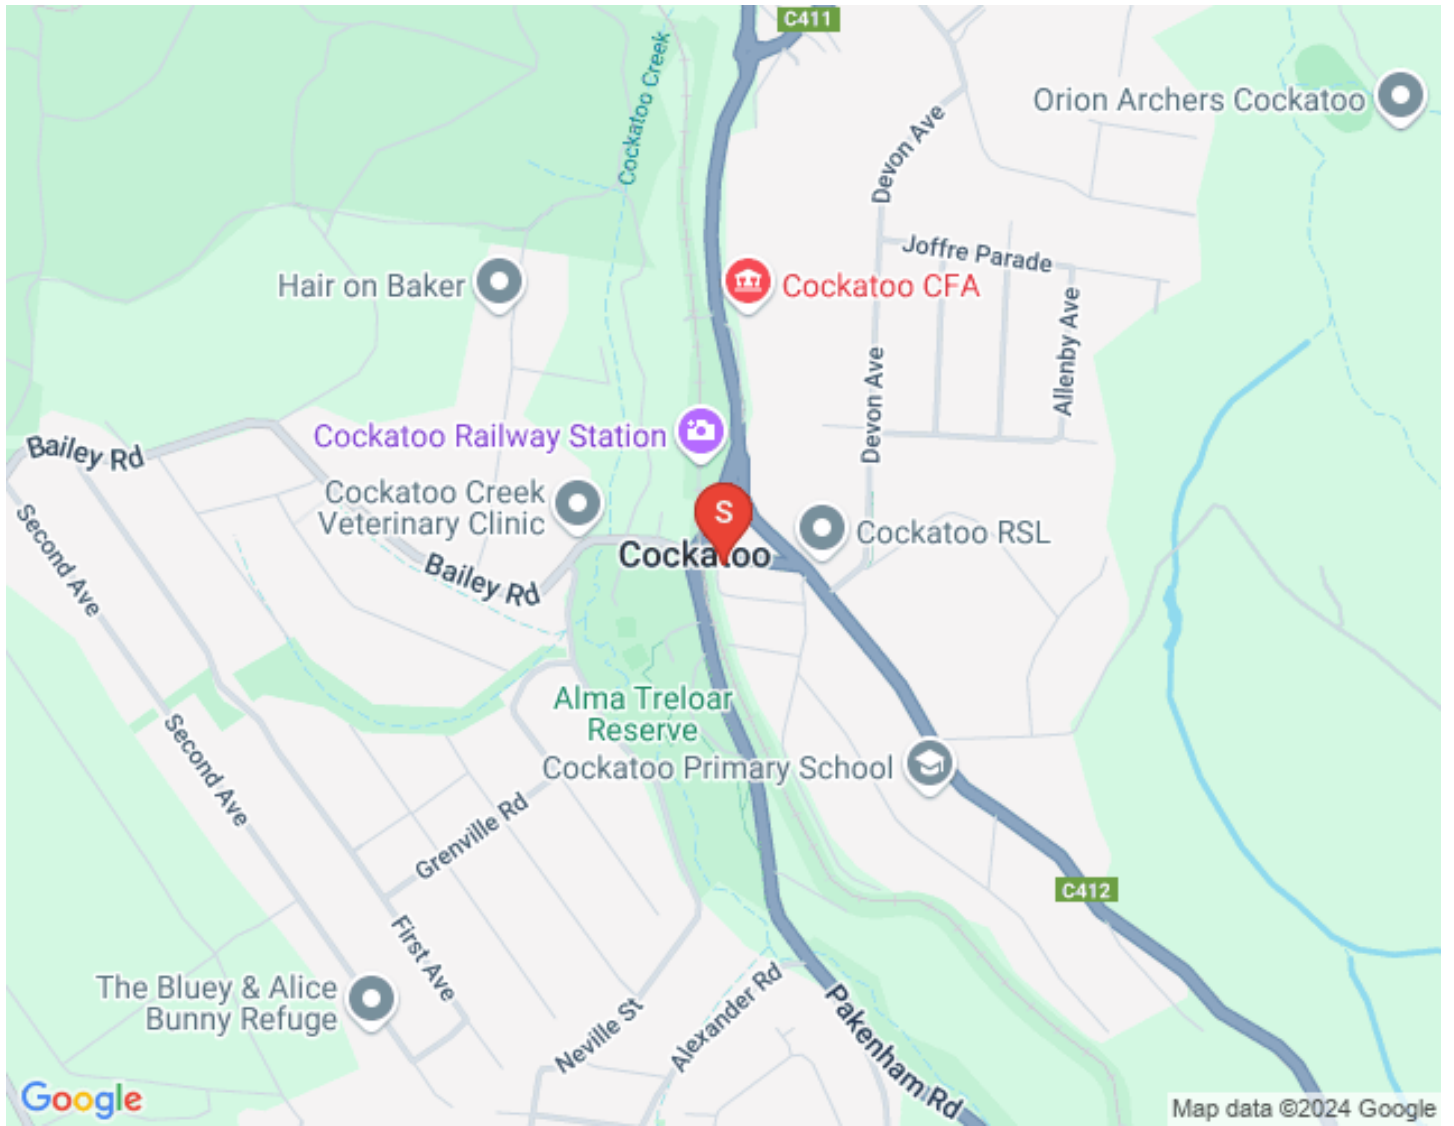 C411
Cockatoo Creek
Orion Archers Cockatoo
Devon Ave
Joffre Parade
Hair on Baker
Cockatoo CFA
Allenby Ave
Devon Ave
Cockatoo Railway Station
Bailey Rd
Cockatoo Creek
Veterinary Clinic
S
Cockatoo RSL
Cockatoo
Second Ave
Bailey Rd
Alma Treloar
Reserve
Second Ave
Cockatoo Primary School
Grenville Rd
C412
First Ave
The Bluey & Alice
Bunny Refuge
Neville St
Alexander Rd
Pakenham Rd
Google
Map data ©2024 Google